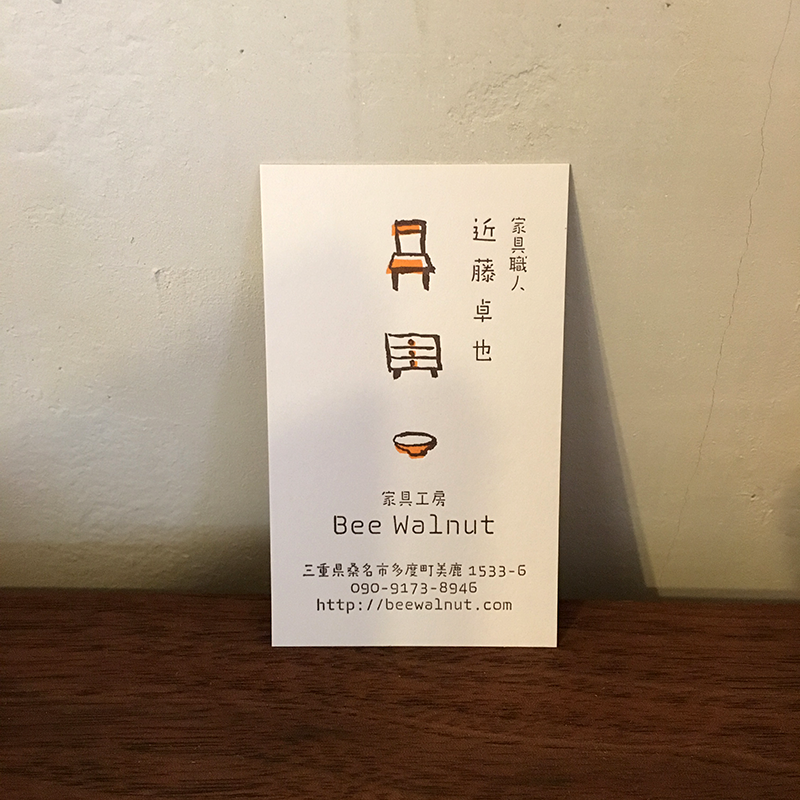 家具職人
近藤卓也
家具工房
Bee Walnut
三重県桑名市多度町美鹿 1533-6
090-9173-8946
http://beewalnut.com